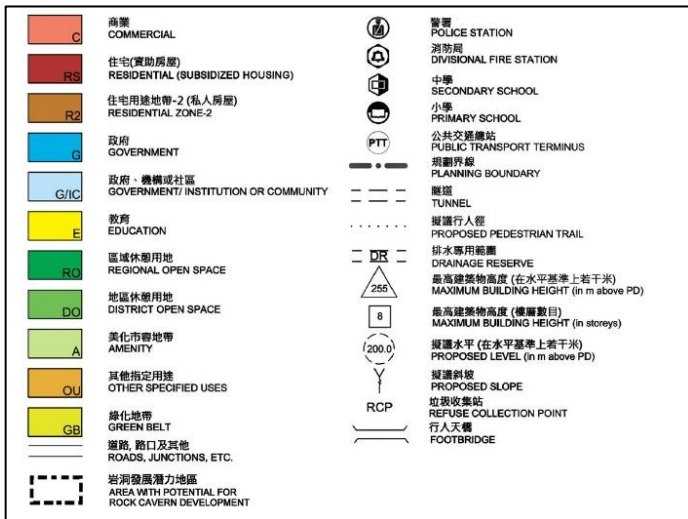 C
商業
COMMERCIAL
RS
住宅(資助房屋)
RESIDENTIAL (SUBSIDIZED HOUSING)
R2
住宅用途地帶-2 (私人房屋)
RESIDENTIAL ZONE-2
G
政府
GOVERNMENT
G/IC
政府、機構或社區
GOVERNMENT/ INSTITUTION OR COMMUNITY
E
教育
EDUCATION
RO
區域休憩用地
REGIONAL OPEN SPACE
DO
地區休憩用地
DISTRICT OPEN SPACE
A
美化市容地帶
AMENITY
OU
其他指定用途
OTHER SPECIFIED USES
GB
綠化地帶
GREEN BELT
道路, 路口及其他
ROADS, JUNCTIONS, ETC.
岩洞發展潛力地區
AREA WITH POTENTIAL FOR
ROCK CAVERN DEVELOPMENT
警署
POLICE STATION
消防局
DIVISIONAL FIRE STATION
中學
SECONDARY SCHOOL
小學
PRIMARY SCHOOL
PTT
公共交通總站
PUBLIC TRANSPORT TERMINUS
規劃界線
PLANNING BOUNDARY
隧道
TUNNEL
擬議行人徑
PROPOSED PEDESTRIAN TRAIL
DR
排水專用範圍
DRAINAGE RESERVE
255
最高建築物高度 (在水平基準上若干米)
MAXIMUM BUILDING HEIGHT (in m above PD)
8
最高建築物高度 (樓層數目)
MAXIMUM BUILDING HEIGHT (in storeys)
200.0
擬議水平 (在水平基準上若干米)
PROPOSED LEVEL (in m above PD)
擬議斜坡
PROPOSED SLOPE
RCP
垃圾收集站
REFUSE COLLECTION POINT
行人天橋
FOOTBRIDGE